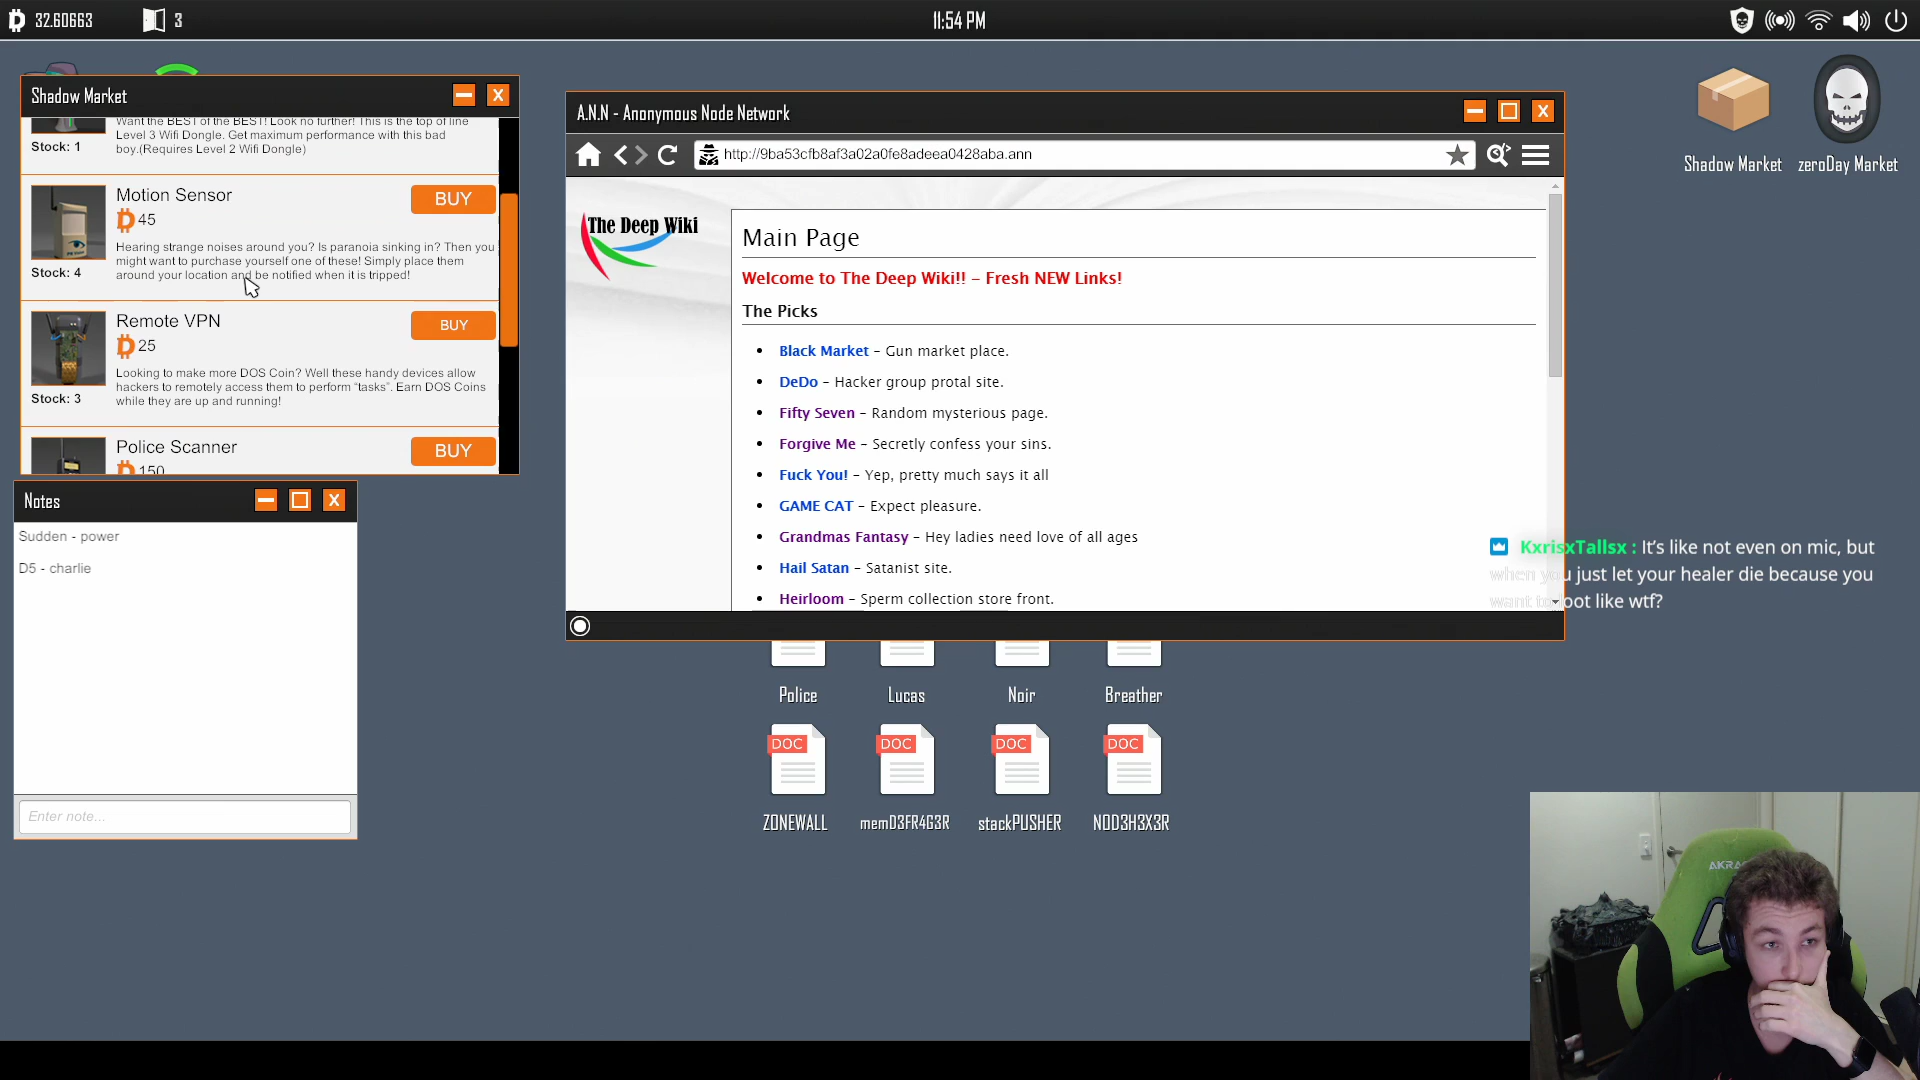 32.60663
3
11:54 PM
Shadow Market
Want the BEST of the BEST! Look no further! This is the top of line
Level 3 Wifi Dongle. Get maximum performance with this bad
boy.(Requires Level 2 Wifi Dongle)
Stock: 1
Motion Sensor
45
BUY
Hearing strange noises around you? Is paranoia sinking in? Then you
might want to purchase yourself one of these! Simply place them
around your location and be notified when it is tripped!
Stock: 4
Remote VPN
25
BUY
Looking to make more DOS Coin? Well these handy devices allow
hackers to remotely access them to perform “tasks”. Earn DOS Coins
while they are up and running!
Stock: 3
Police Scanner
150
BUY
Notes
Sudden - power
D5 - charlie
Enter note...
A.N.N - Anonymous Node Network
http://9ba53cfb8af3a02a0fe8adeea0428aba.ann
The Deep Wiki
Main Page
Welcome to The Deep Wiki!! – Fresh NEW Links!
The Picks
Black Market – Gun market place.
DeDo – Hacker group protal site.
Fifty Seven – Random mysterious page.
Forgive Me – Secretly confess your sins.
Fuck You! – Yep, pretty much says it all
GAME CAT – Expect pleasure.
Grandmas Fantasy – Hey ladies need love of all ages
Hail Satan – Satanist site.
Heirloom – Sperm collection store front.
Shadow Market
zeroDay Market
KxrisxTallsx : It’s like not even on mic, but
when you just let your healer die because you
want to loot like wtf?
Police
Lucas
Noir
Breather
DOC
DOC
DOC
DOC
ZONEWALL
memD3FR4G3R
stackPUSHER
NOD3H3X3R
AKRA